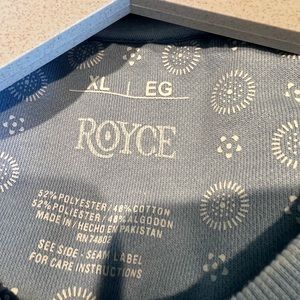 XL | EG
ROYCE
52% POLYESTER / 48% COTTON
52% POLIESTER / 48% ALGODON
MADE IN / HECHO EN PAKISTAN
RN 74802
SEE SIDE - SEAM LABEL
FOR CARE INSTRUCTIONS